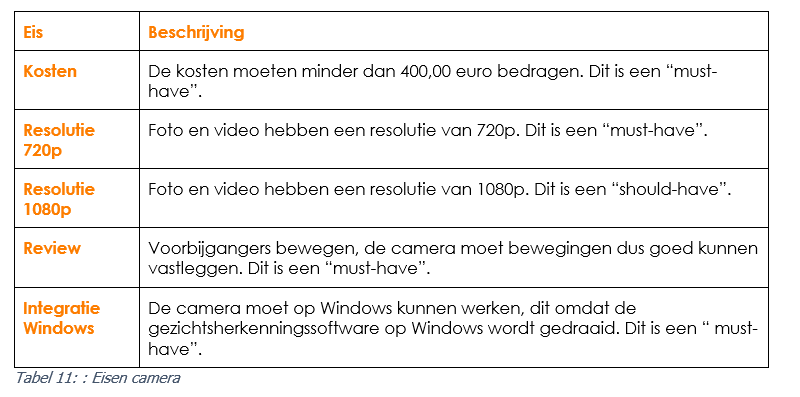 Eis Beschrijving
Kosten De kosten moeten minder dan 400,00 euro bedragen. Dit is een “must-
have”.
Resolutie Foto en video hebben een resolutie van 720p. Dit is een “must-have”.
720p
Resolutie Foto en video hebben een resolutie van 1080p. Dit is een “should-have”.
1080p
Review Voorbijgangers bewegen, de camera moet bewegingen dus goed kunnen
vastleggen. Dit is een “must-have”.
Integratie De camera moet op Windows kunnen werken, dit omdat de
Windows gezichtsherkenningssoftware op Windows wordt gedraaid. Dit is een “ must-
have”.
Tabel 11: : Eisen camera